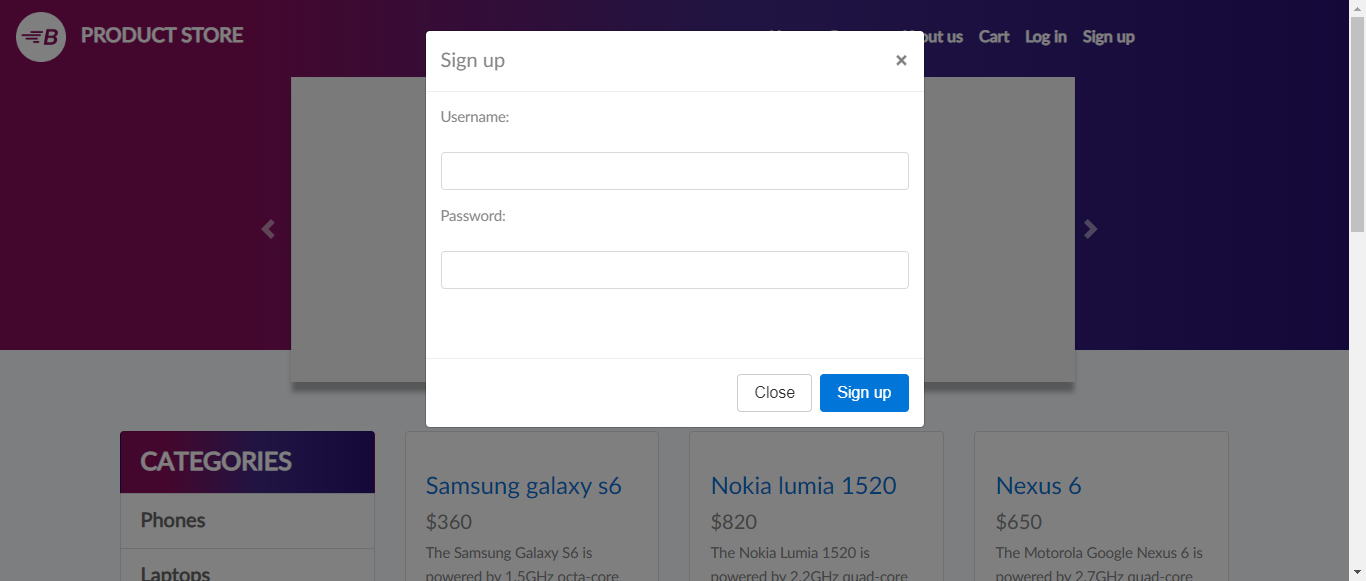 B PRODUCT STORE
out us Cart Log in Sign up
Sign up ×
Username:
Password:
Close Sign up
CATEGORIES
Phones
Laptops
Samsung galaxy s6
$360
The Samsung Galaxy S6 is
powered by 1.5GHz octa-core
Nokia lumia 1520
$820
The Nokia Lumia 1520 is
powered by 2.2GHz quad-core
Nexus 6
$650
The Motorola Google Nexus 6 is
powered by 2.7GHz quad-core